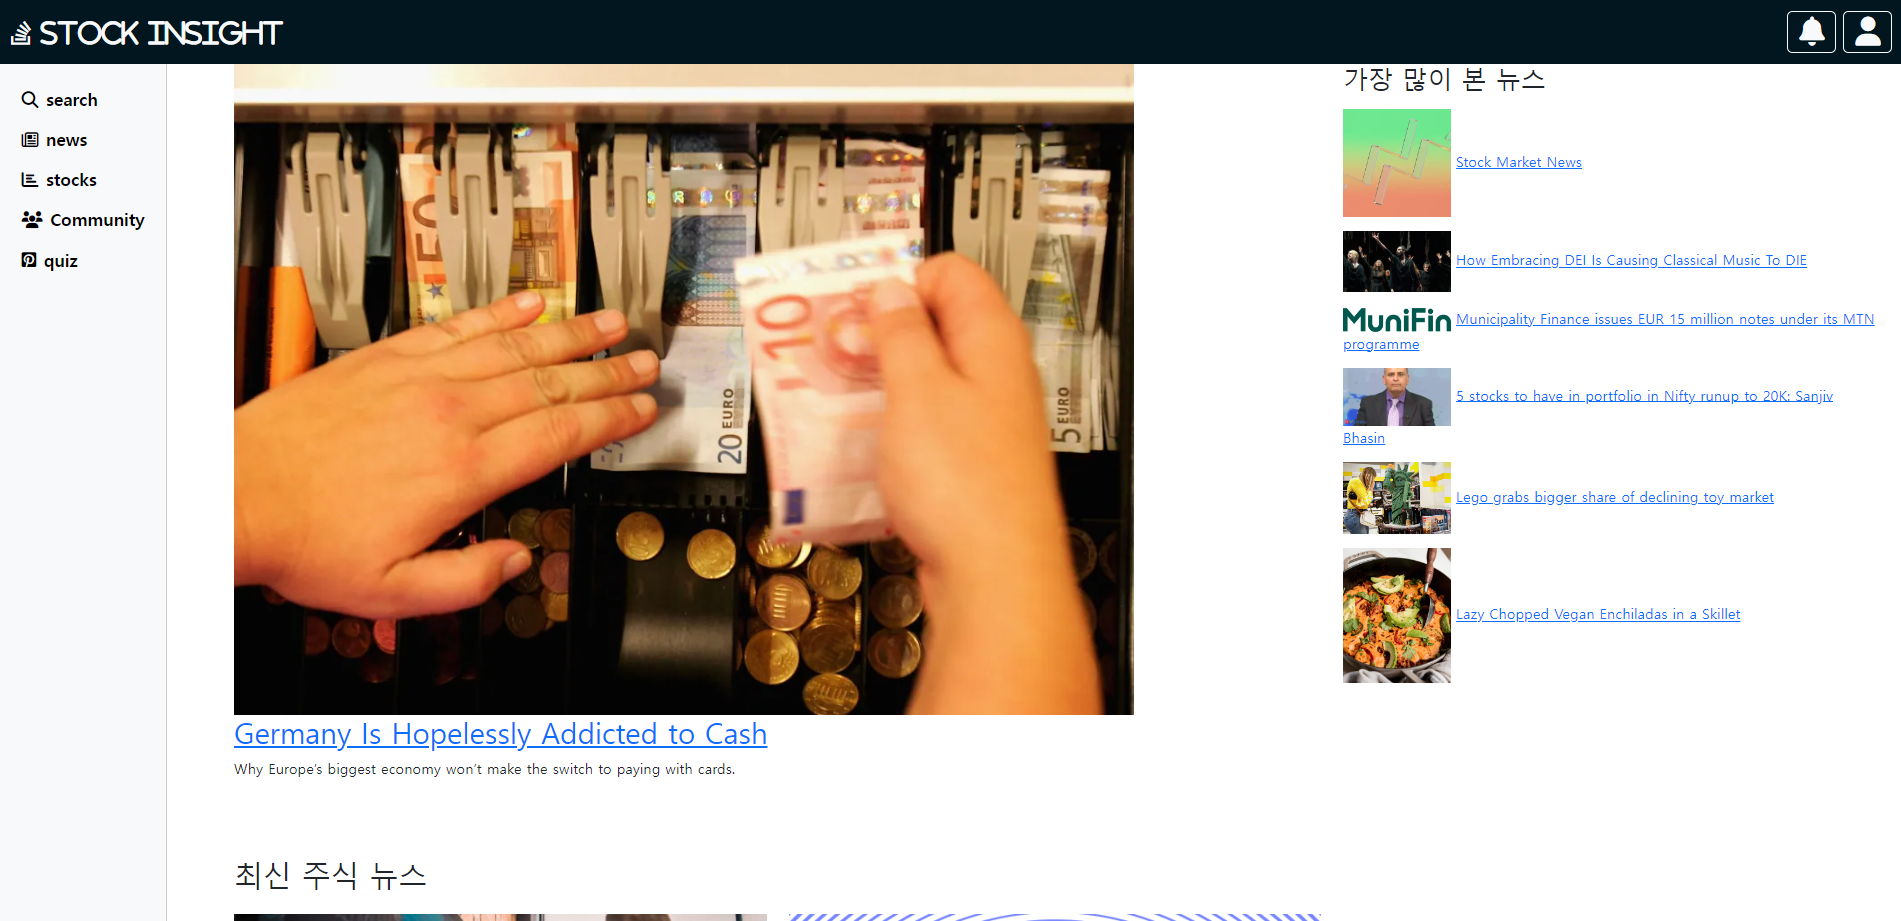 STOCK INSIGHT
search
news
stocks
Community
quiz
50
10
20 EURO
5 EURO
Germany Is Hopelessly Addicted to Cash
Why Europe's biggest economy won't make the switch to paying with cards.
최신 주식 뉴스
가장 많이 본 뉴스
Stock Market News
How Embracing DEI Is Causing Classical Music To DIE
MuniFin Municipality Finance issues EUR 15 million notes under its MTN
programme
5 stocks to have in portfolio in Nifty runup to 20K: Sanjiv
Bhasin
Lego grabs bigger share of declining toy market
Lazy Chopped Vegan Enchiladas in a Skillet